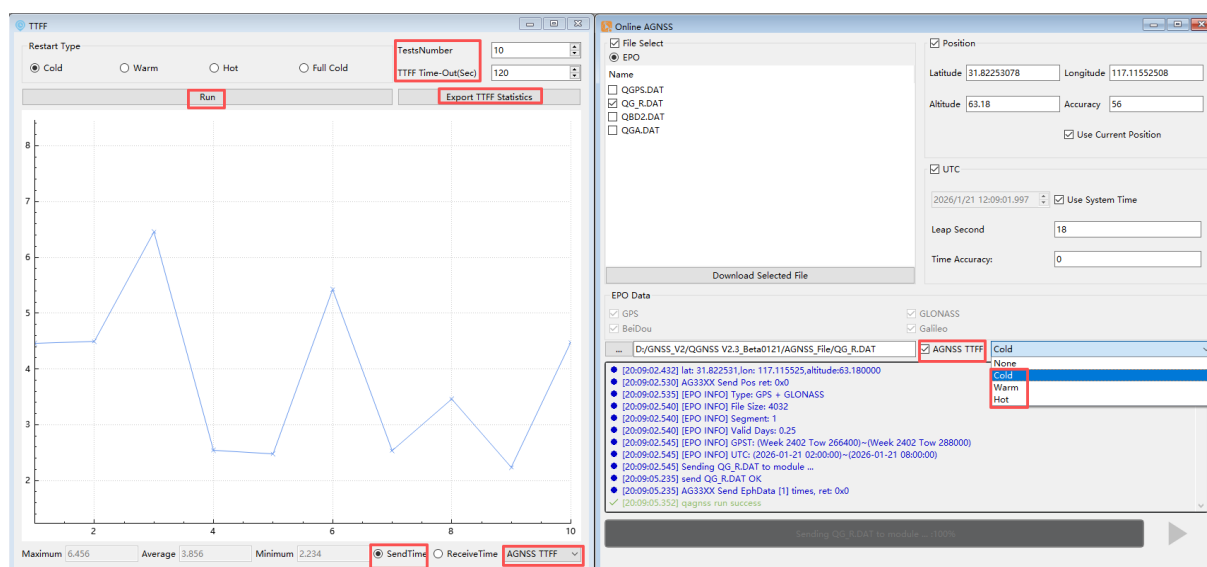 TTFF
Restart Type
Cold
Warm
Hot
Full Cold
TestsNumber
10
TTFF Time-Out(Sec)
120
Run
Export TTFF Statistics
8
7
6
5
4
3
2
2
4
6
8
10
Maximum 6.456
Average 3.856
Minimum 2.234
SendTime
ReceiveTime
AGNSS TTFF
Online AGNSS
File Select
EPO
Name
QGPS.DAT
QG_R.DAT
QBD2.DAT
QGA.DAT
Download Selected File
Position
Latitude 31.82253078
Longitude 117.11552508
Altitude 63.18
Accuracy 56
Use Current Position
UTC
2026/1/21 12:09:01.997
Use System Time
Leap Second
18
Time Accuracy:
0
EPO Data
GPS
GLONASS
BeiDou
Galileo
... D:/GNSS_V2/QGNSS V2.3_Beta0121/AGNSS_File/QG_R.DAT
AGNSS TTFF
Cold
None
Cold
Warm
Hot
[20:09:02.432] lat: 31.822531,lon: 117.115525,altitude:63.180000
[20:09:02.530] AG33XX Send Pos ret: 0x0
[20:09:02.535] [EPO INFO] Type: GPS + GLONASS
[20:09:02.540] [EPO INFO] File Size: 4032
[20:09:02.540] [EPO INFO] Segment: 1
[20:09:02.540] [EPO INFO] Valid Days: 0.25
[20:09:02.545] [EPO INFO] GPST: (Week 2402 Tow 266400)~(Week 2402 Tow 288000)
[20:09:02.545] [EPO INFO] UTC: (2026-01-21 02:00:00)~(2026-01-21 08:00:00)
[20:09:02.545] Sending QG_R.DAT to module ...
[20:09:05.235] send QG_R.DAT OK
[20:09:05.235] AG33XX Send EphData [1] times, ret: 0x0
[20:09:05.352] qagnss run success
Sending QG_R.DAT to module ... :100%